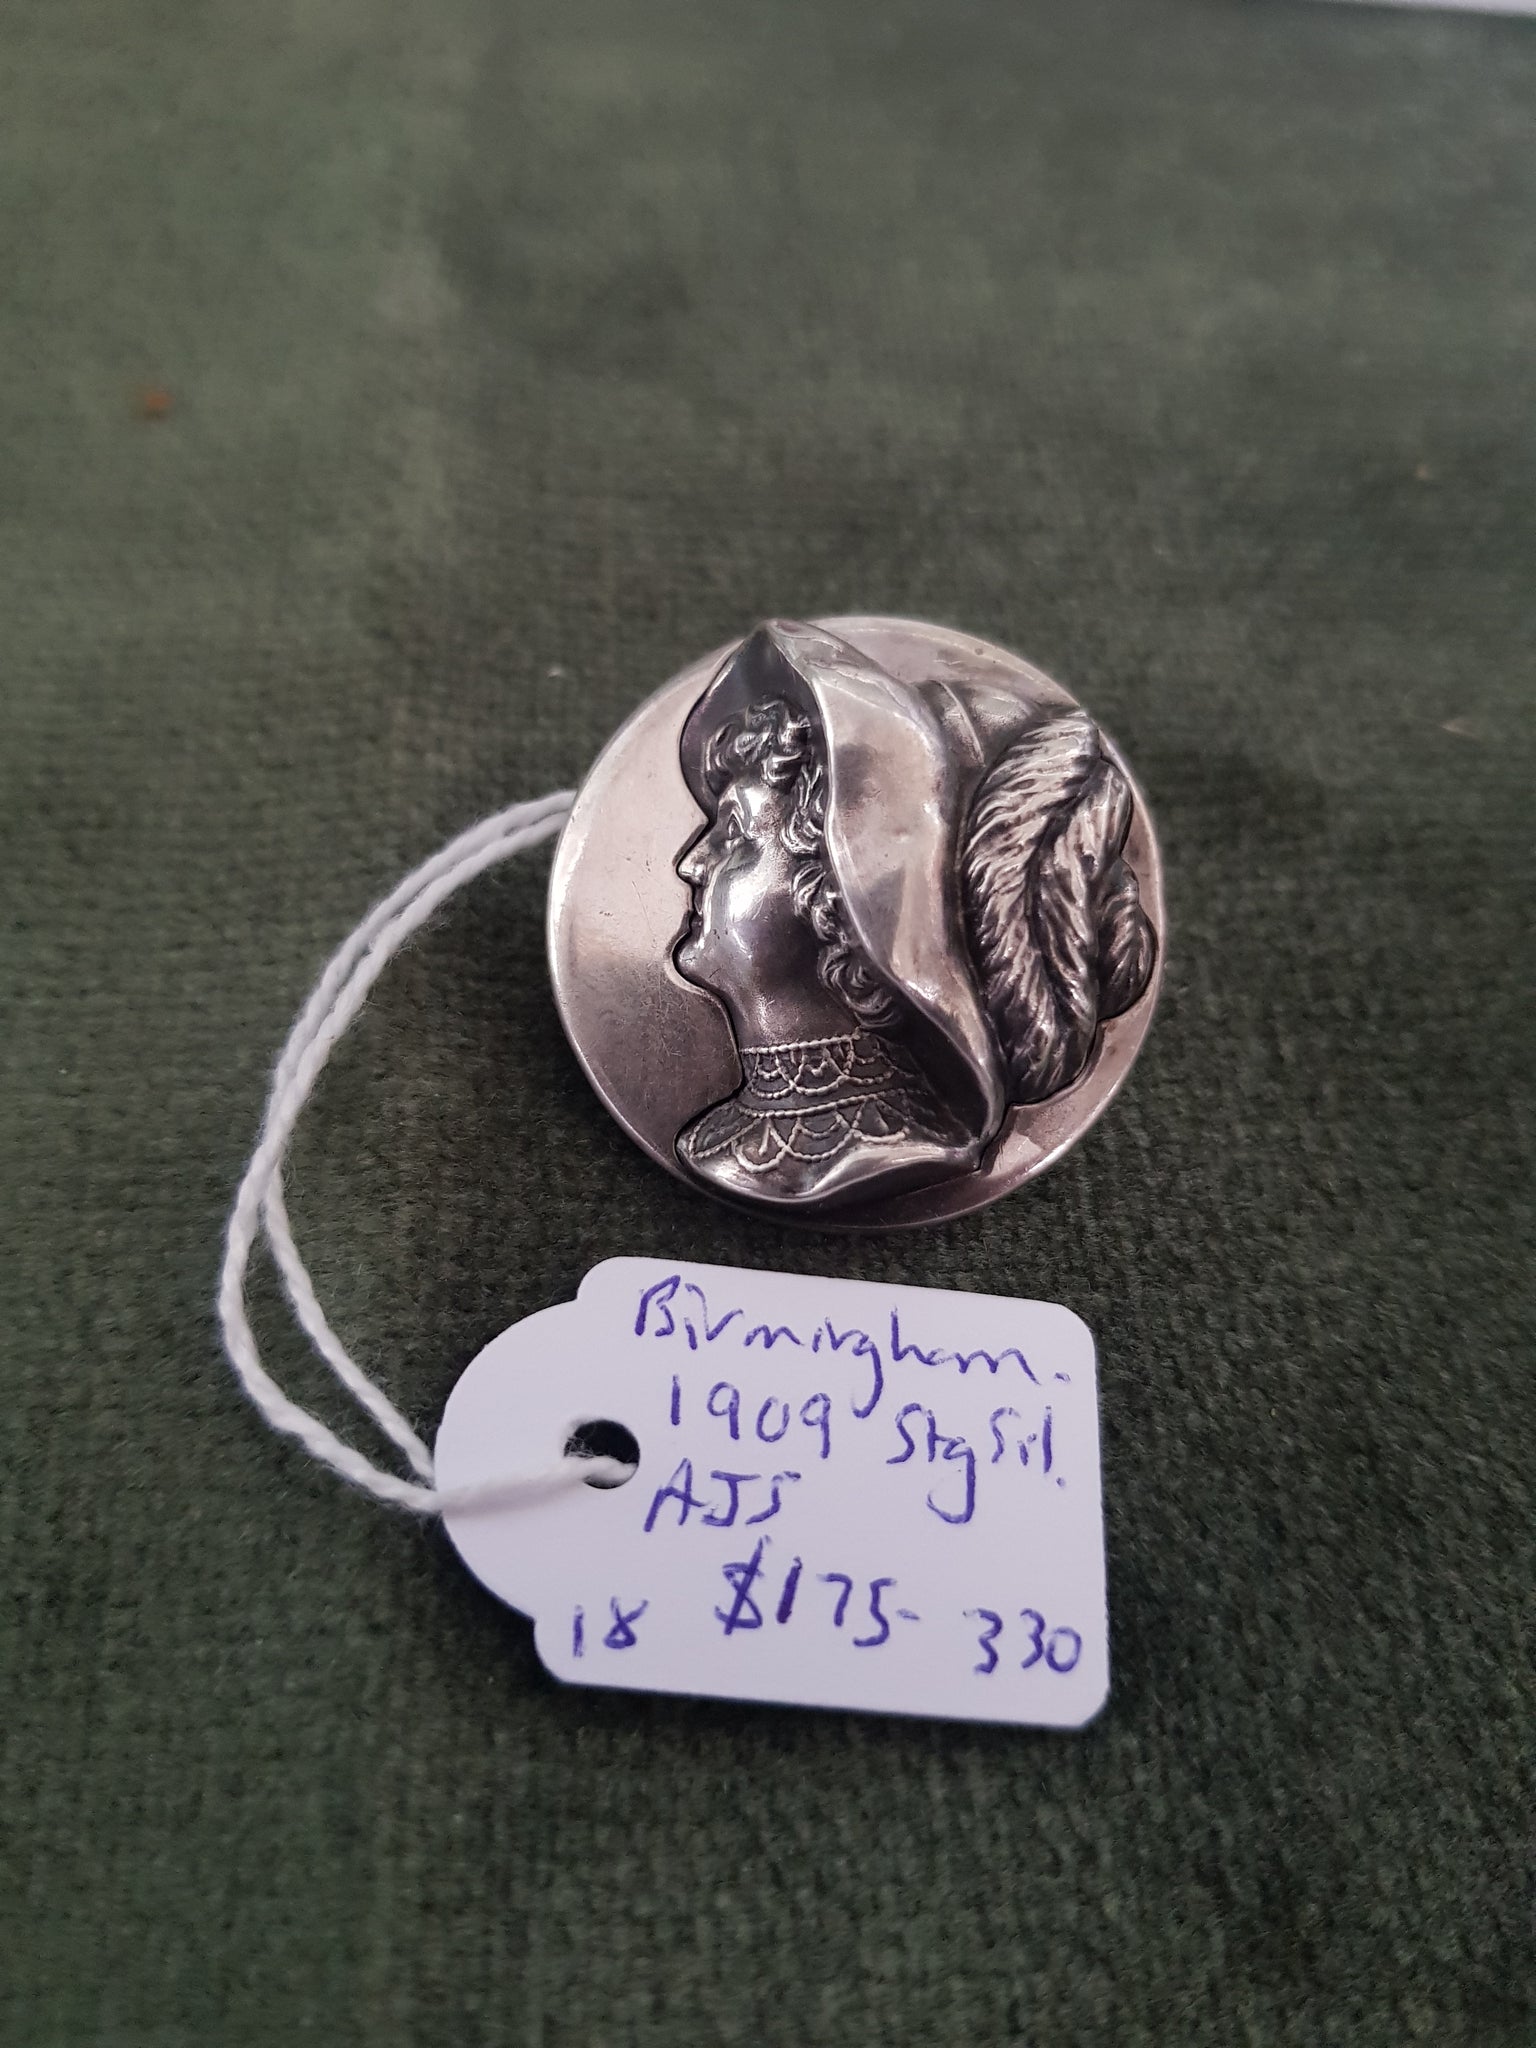 Birmingham.
1909 Stg Sil.
AJS
18 $175- 330